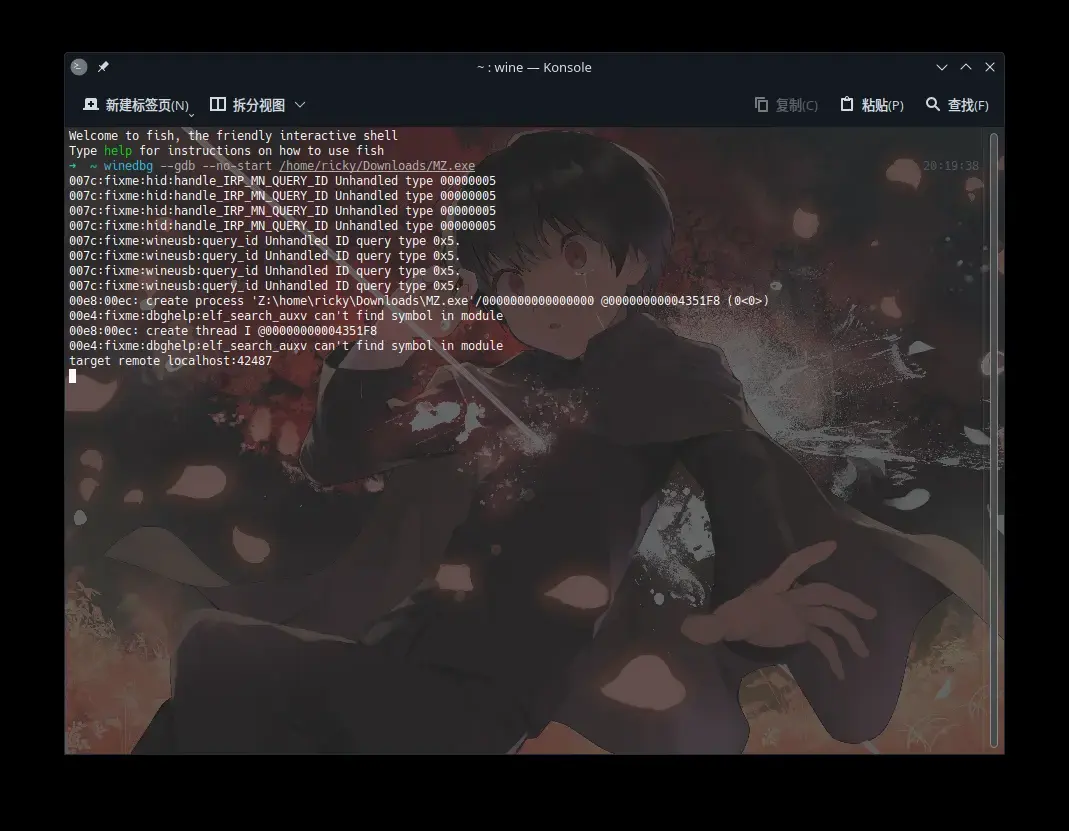 ~ : wine — Konsole
新建标签页(N) 拆分视图 复制(C) 粘贴(P) 查找(F)
Welcome to fish, the friendly interactive shell
Type help for instructions on how to use fish
→ ~ winedbg --gdb --no-start /home/ricky/Downloads/MZ.exe 20:19:38
007c:fixme:hid:handle_IRP_MN_QUERY_ID Unhandled type 00000005
007c:fixme:hid:handle_IRP_MN_QUERY_ID Unhandled type 00000005
007c:fixme:hid:handle_IRP_MN_QUERY_ID Unhandled type 00000005
007c:fixme:hid:handle_IRP_MN_QUERY_ID Unhandled type 00000005
007c:fixme:wineusb:query_id Unhandled ID query type 0x5.
007c:fixme:wineusb:query_id Unhandled ID query type 0x5.
007c:fixme:wineusb:query_id Unhandled ID query type 0x5.
007c:fixme:wineusb:query_id Unhandled ID query type 0x5.
00e8:00ec: create process 'Z:\home\ricky\Downloads\MZ.exe'/0000000000000000 @00000000004351F8 (0<0>)
00e4:fixme:dbghelp:elf_search_auxv can't find symbol in module
00e8:00ec: create thread I @00000000004351F8
00e4:fixme:dbghelp:elf_search_auxv can't find symbol in module
target remote localhost:42487